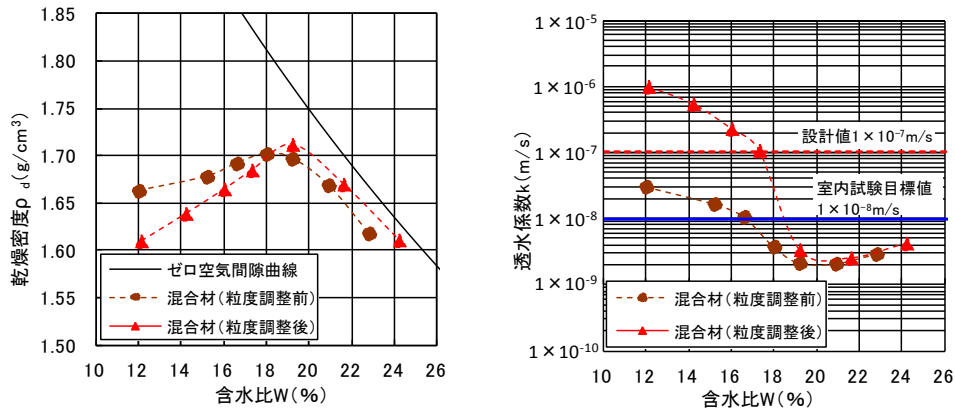 1.85
1.80
1.75
1.70
1.65
1.60
1.55
1.50
乾燥密度ρd(g/cm³)
ゼロ空気間隙曲線
混合材(粒度調整前)
混合材(粒度調整後)
10 12 14 16 18 20 22 24 26
含水比W(%)
1×10⁻⁵
1×10⁻⁶
1×10⁻⁷
1×10⁻⁸
1×10⁻⁹
1×10⁻¹⁰
透水係数k(m/s)
設計値1×10⁻⁷m/s
室内試験目標値
1×10⁻⁸m/s
混合材(粒度調整前)
混合材(粒度調整後)
10 12 14 16 18 20 22 24 26
含水比W(%)